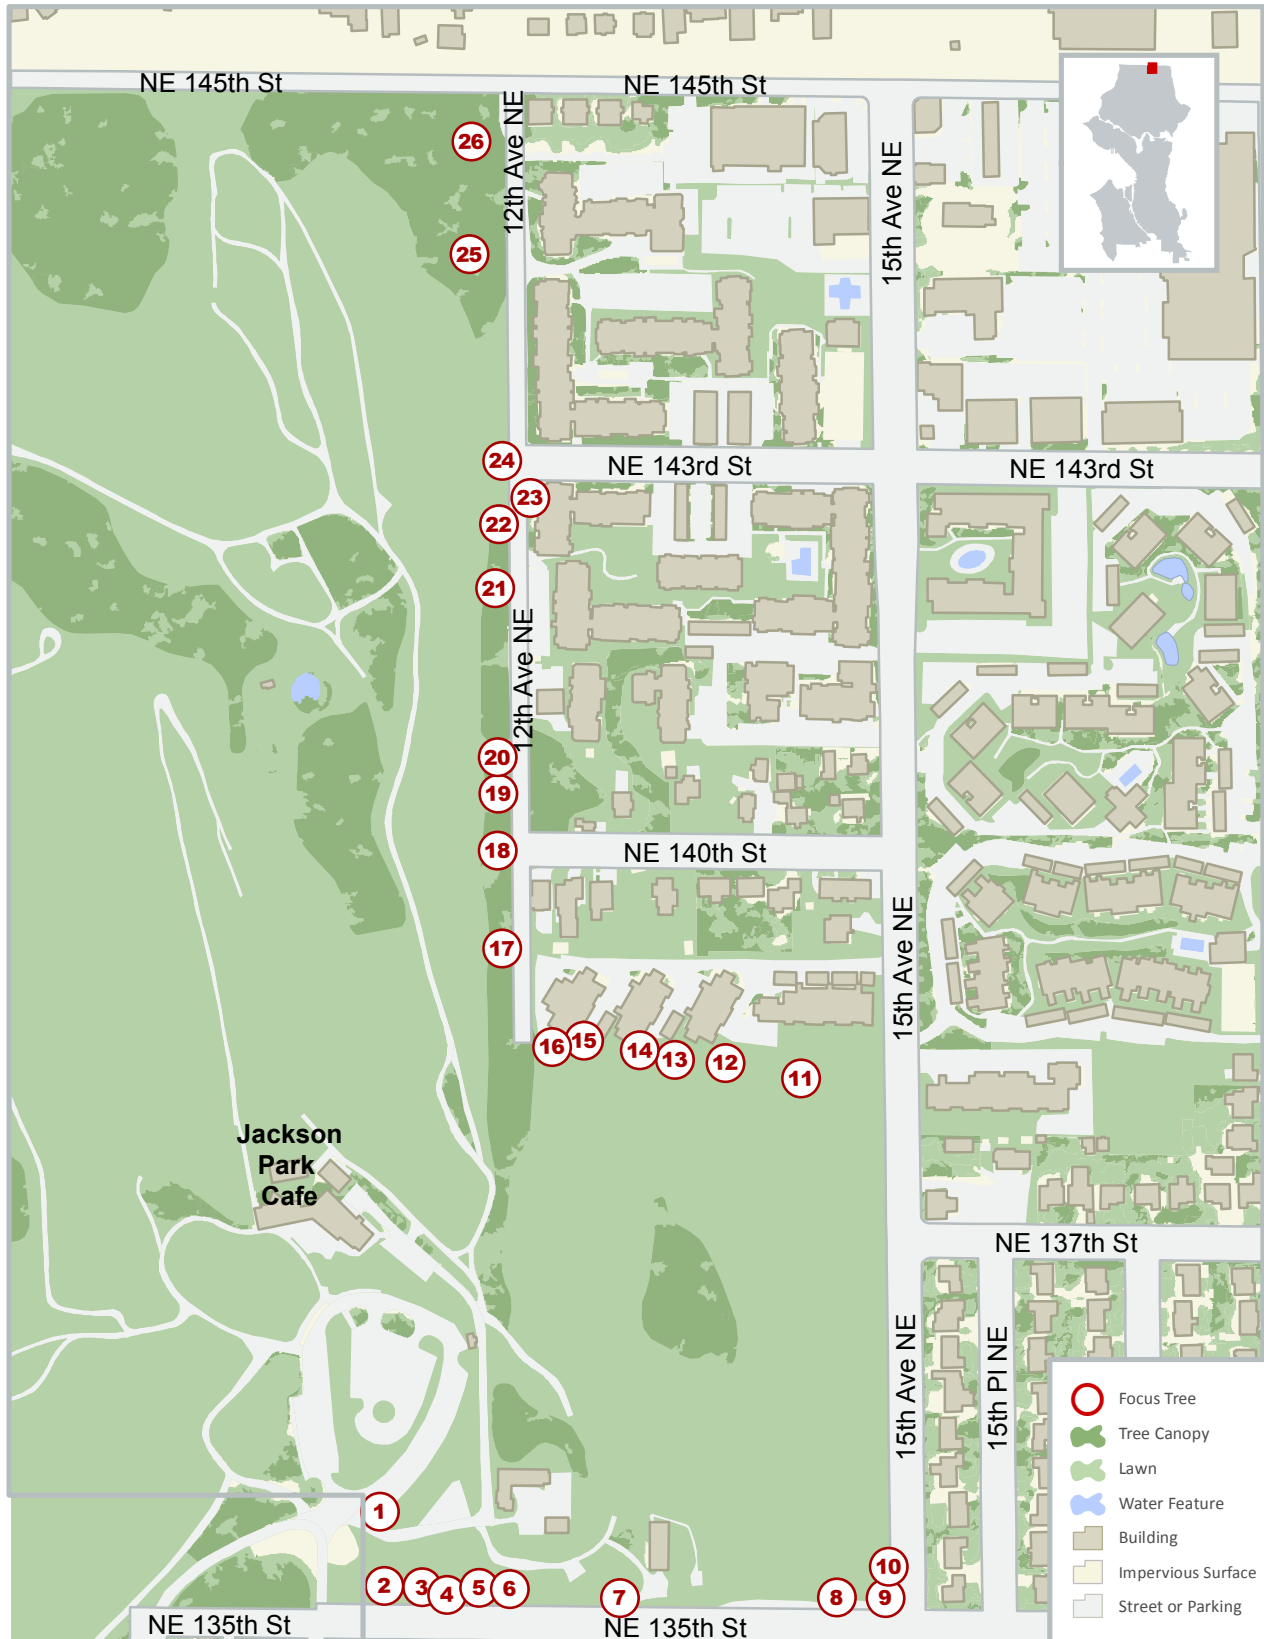 NE 145th St
NE 145th St
26
12th Ave NE
25
15th Ave NE
24
NE 143rd St
NE 143rd St
23
22
21
12th Ave NE
20
19
18
NE 140th St
17
15th Ave NE
16
15
14
13
12
11
Jackson
Park
Cafe
NE 137th St
15th Ave NE
15th Pl NE
1
10
2
3
4
5
6
7
8
9
NE 135th St
NE 135th St
Focus Tree
Tree Canopy
Lawn
Water Feature
Building
Impervious Surface
Street or Parking